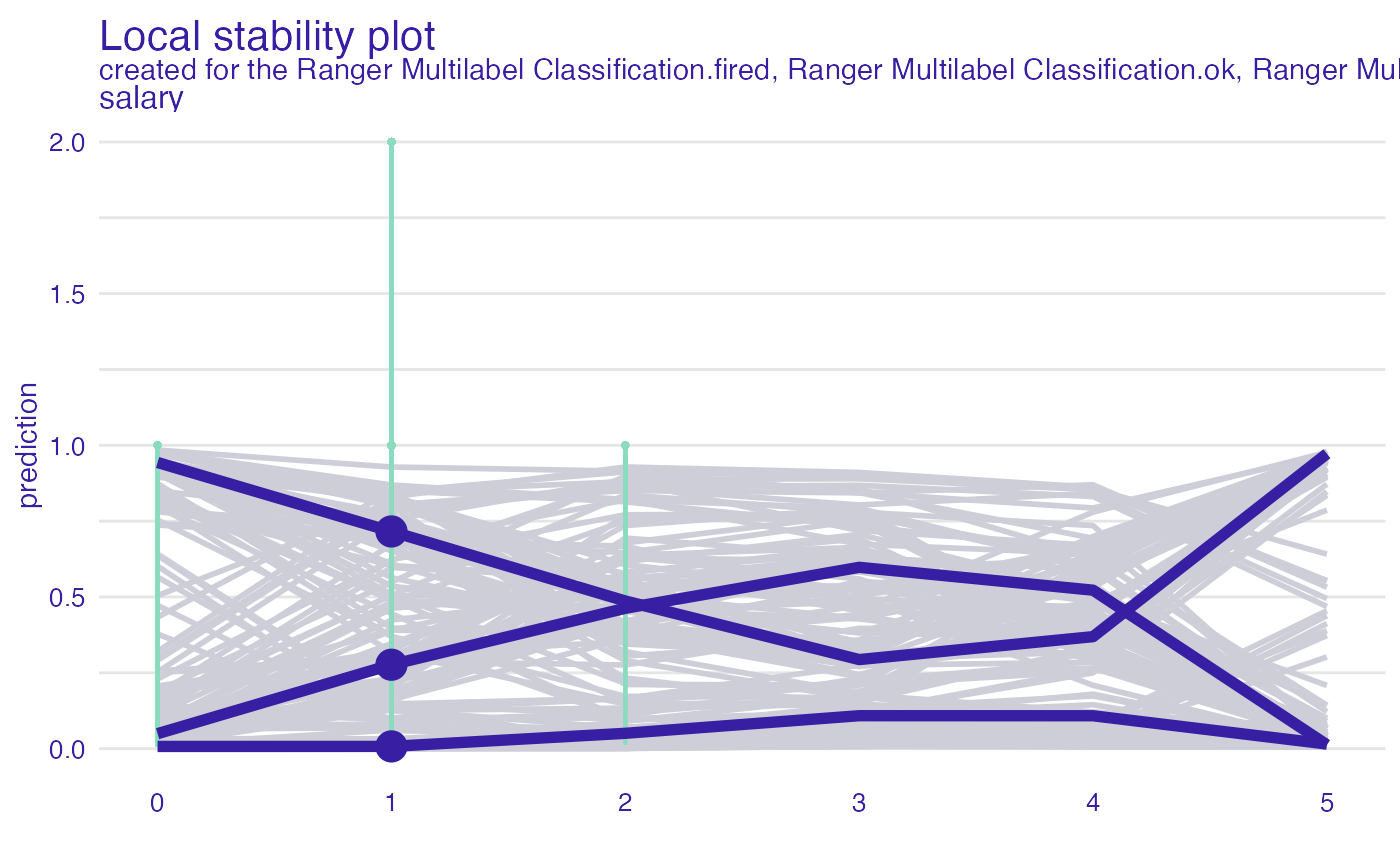 Local stability plot
created for the Ranger Multilabel Classification.fired, Ranger Multilabel Classification.ok, Ranger
salary
2.0
1.5
1.0
0.5
0.0
prediction
0 1 2 3 4 5